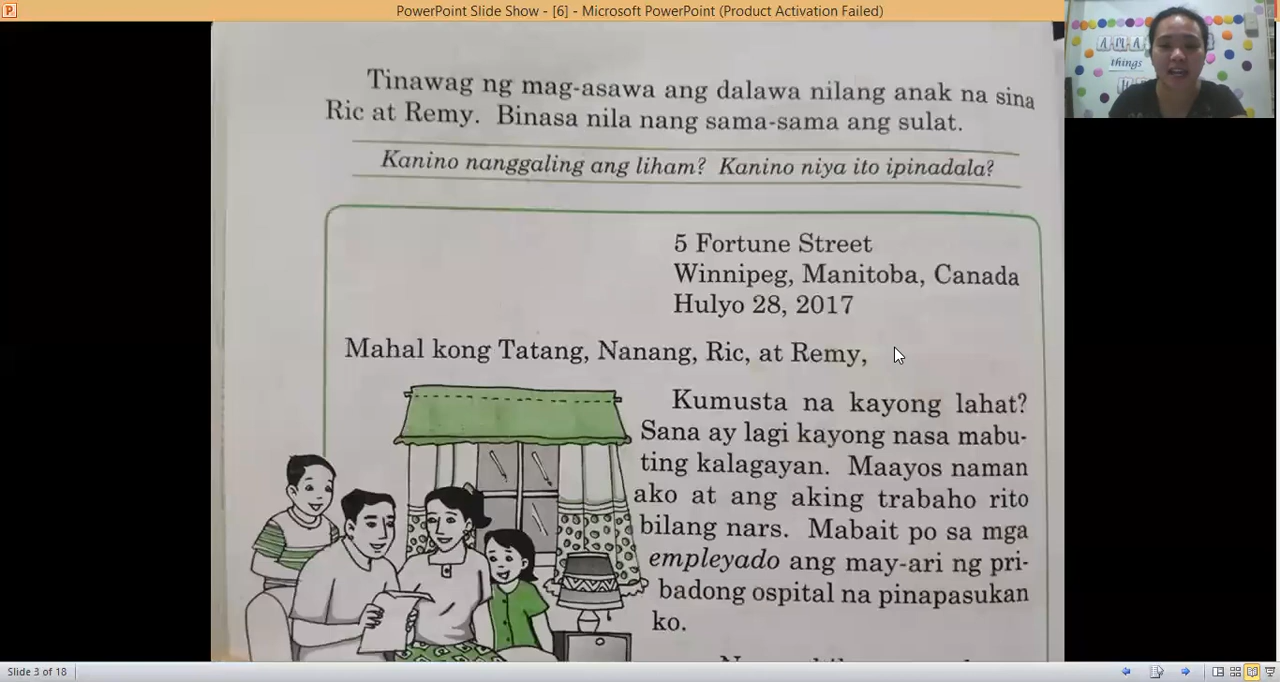 PowerPoint Slide Show - [6] - Microsoft PowerPoint (Product Activation Failed)
things
Tinawag ng mag-asawa ang dalawa nilang anak na sina
Ric at Remy. Binasa nila nang sama-sama ang sulat.
Kanino nanggaling ang liham? Kanino niya ito ipinadala?
5 Fortune Street
Winnipeg, Manitoba, Canada
Hulyo 28, 2017
Mahal kong Tatang, Nanang, Ric, at Remy,
Kumusta na kayong lahat?
Sana ay lagi kayong nasa mabu-
ting kalagayan. Maayos naman
ako at ang aking trabaho rito
bilang nars. Mabait po sa mga
empleyado ang may-ari ng pri-
badong ospital na pinapasukan
ko.
Slide 3 of 18